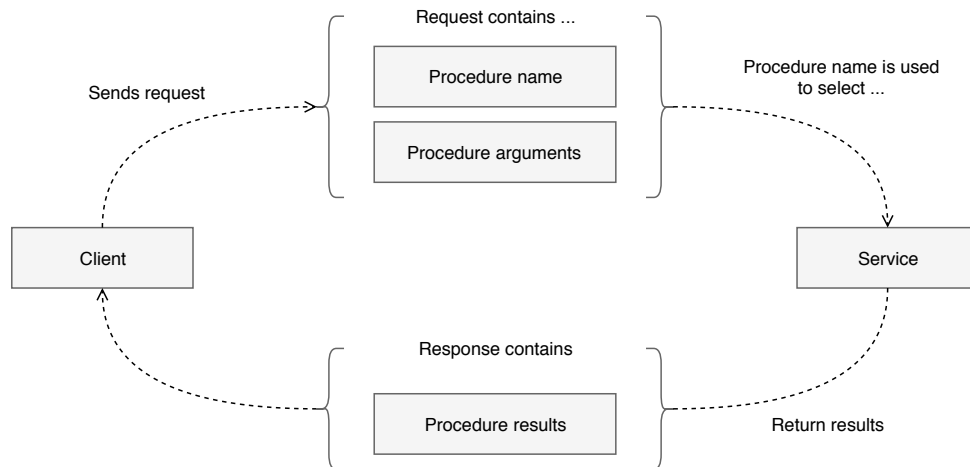 Request contains ...
Procedure name
Sends request
Procedure name is used
to select ...
Procedure arguments
Client
Service
Response contains
Procedure results
Return results